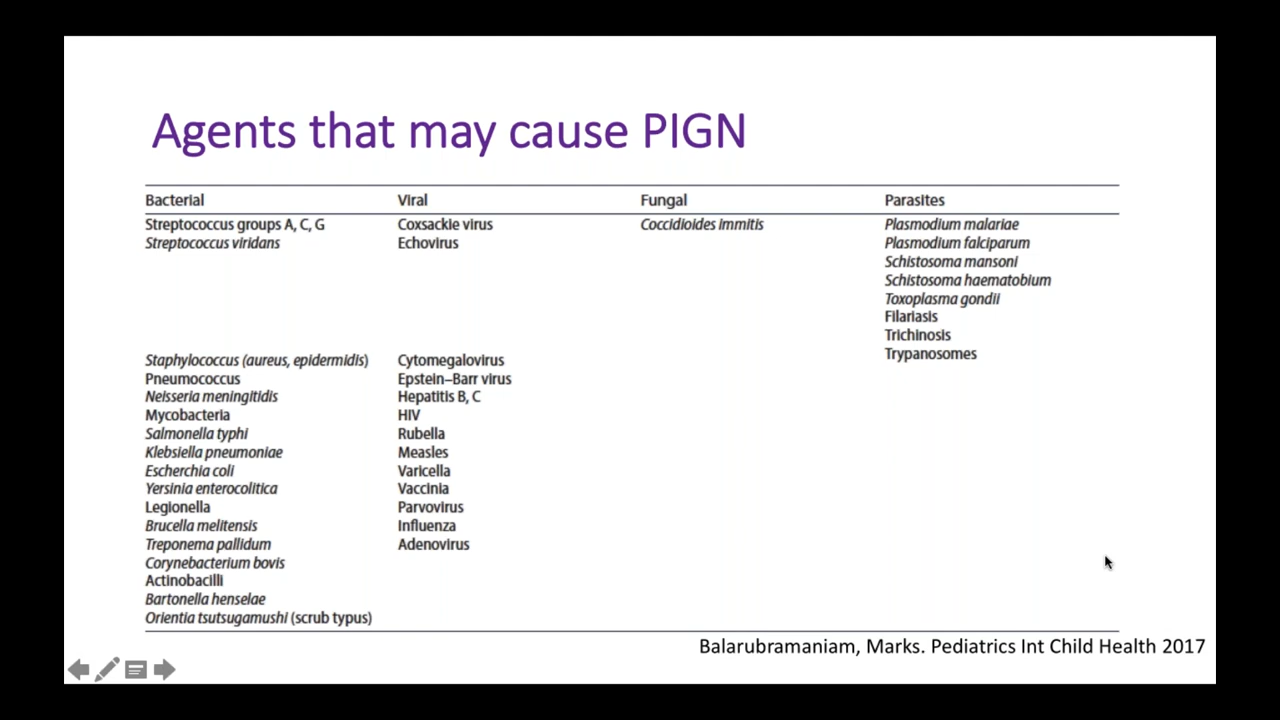 Agents that may cause PIGN
Bacterial Viral Fungal Parasites
Streptococcus groups A, C, G Coxsackie virus Coccidioides immitis Plasmodium malariae
Streptococcus viridans Echovirus Plasmodium falciparum
Schistosoma mansoni
Schistosoma haematobium
Toxoplasma gondii
Filariasis
Trichinosis
Trypanosomes
Staphylococcus (aureus, epidermidis) Cytomegalovirus
Pneumococcus Epstein–Barr virus
Neisseria meningitidis Hepatitis B, C
Mycobacteria HIV
Salmonella typhi Rubella
Klebsiella pneumoniae Measles
Escherchia coli Varicella
Yersinia enterocolitica Vaccinia
Legionella Parvovirus
Brucella melitensis Influenza
Treponema pallidum Adenovirus
Corynebacterium bovis
Actinobacilli
Bartonella henselae
Orientia tsutsugamushi (scrub typus)
Balarubramaniam, Marks. Pediatrics Int Child Health 2017